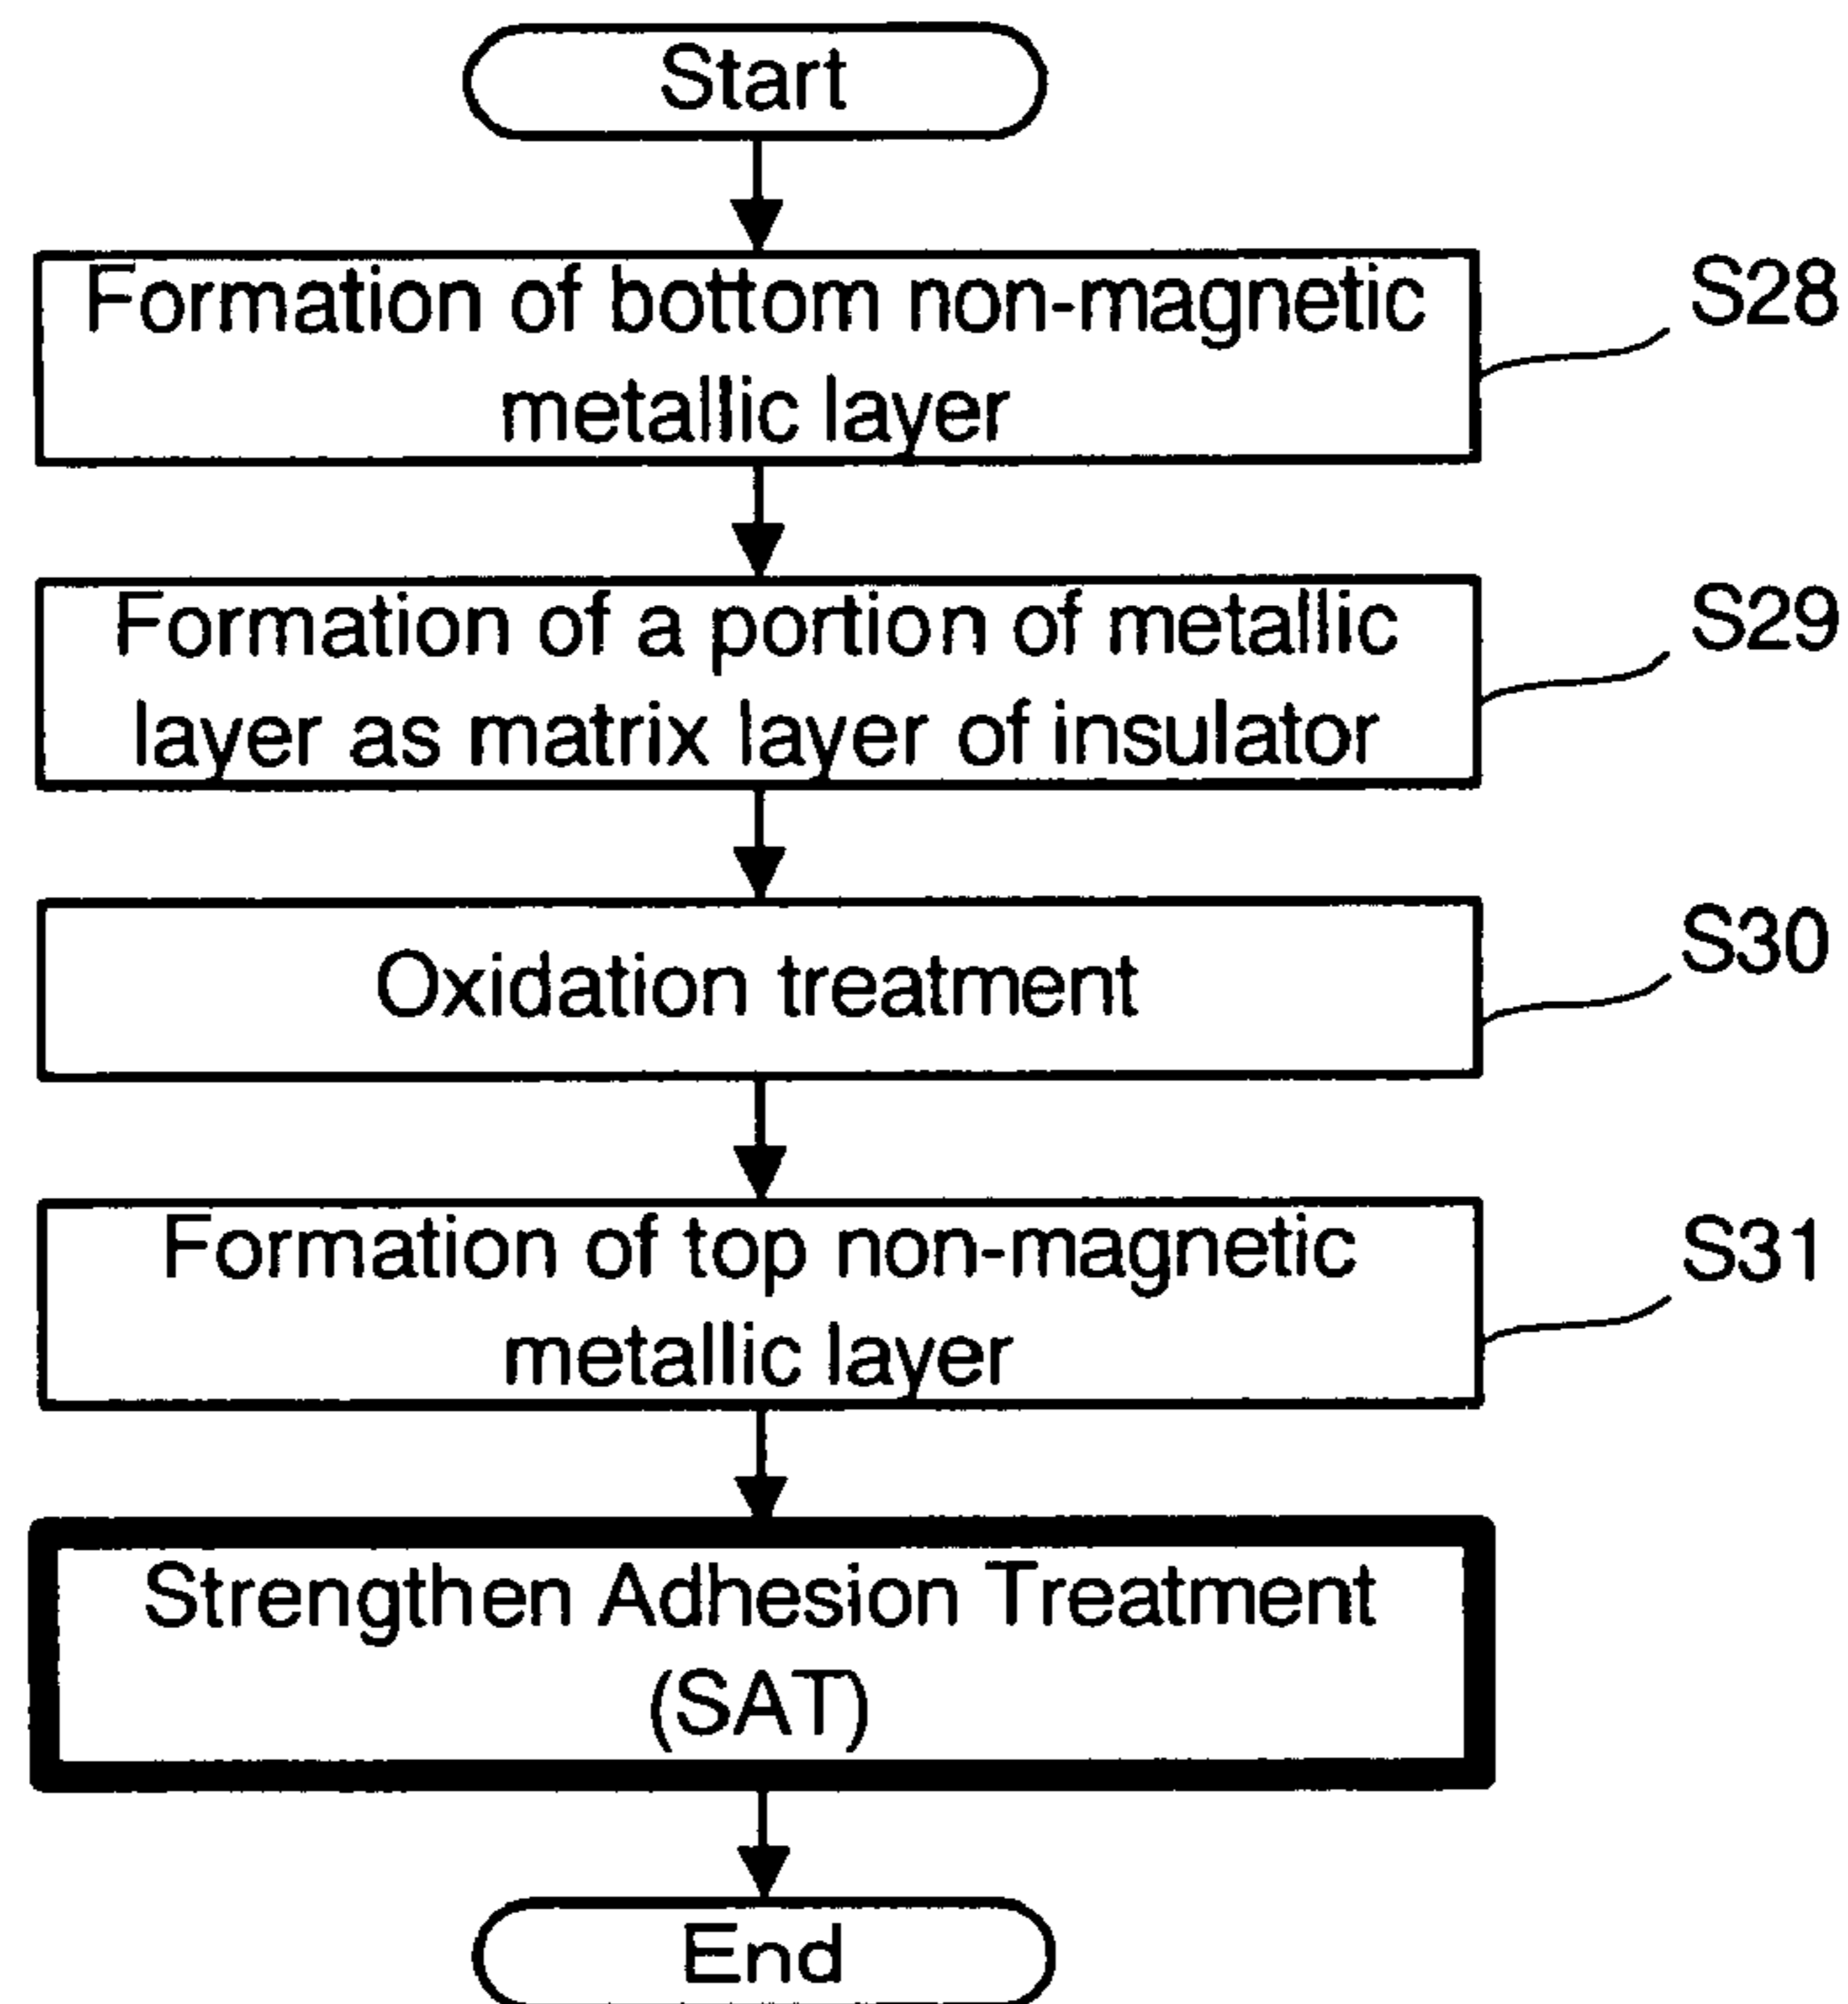 Start
Formation of bottom non-magnetic
metallic layer
S28
Formation of a portion of metallic
layer as matrix layer of insulator
S29
Oxidation treatment
S30
Formation of top non-magnetic
metallic layer
S31
Strengthen Adhesion Treatment
(SAT)
End